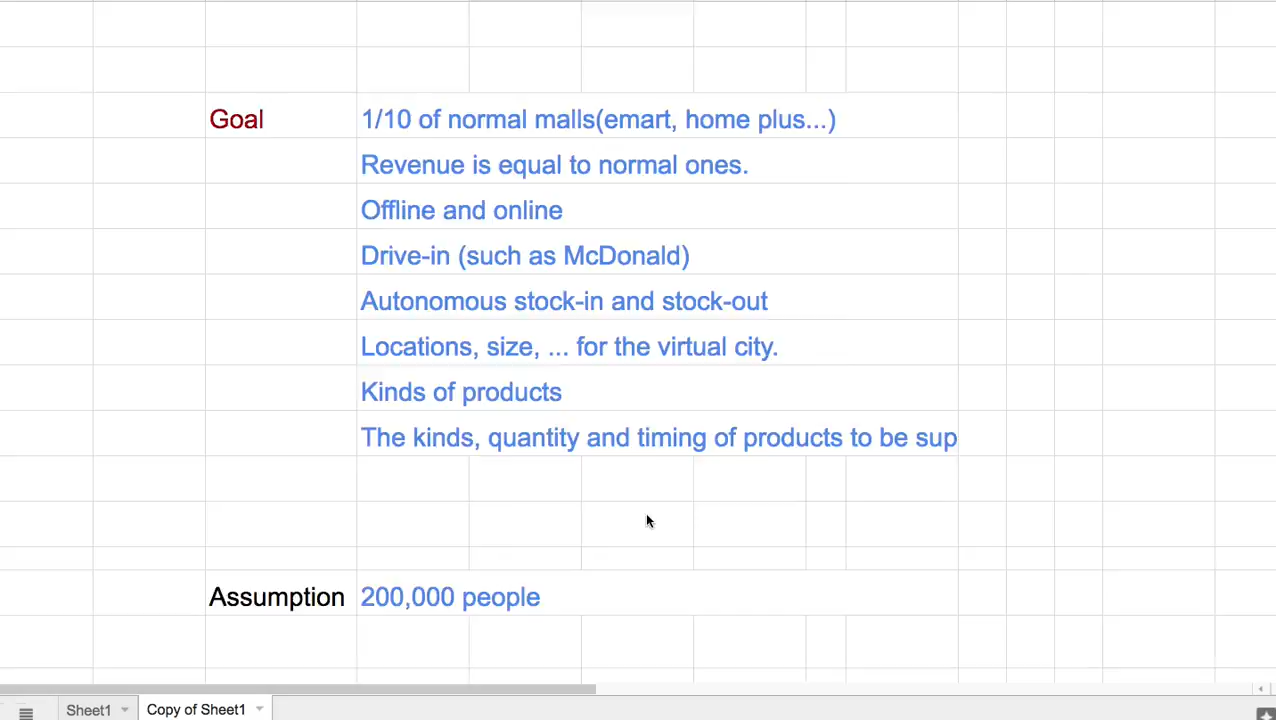 Goal 1/10 of normal malls(emart, home plus...)
Revenue is equal to normal ones.
Offline and online
Drive-in (such as McDonald)
Autonomous stock-in and stock-out
Locations, size, ... for the virtual city.
Kinds of products
The kinds, quantity and timing of products to be sup
Assumption 200,000 people
Sheet1 Copy of Sheet1